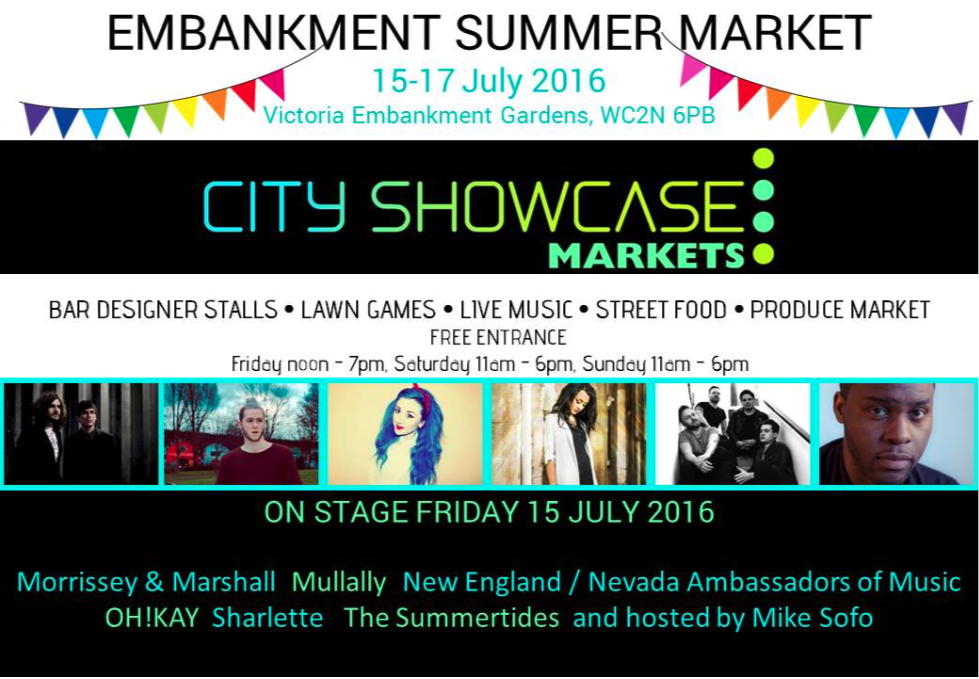 EMBANKMENT SUMMER MARKET
15-17 July 2016
Victoria Embankment Gardens, WC2N 6PB
CITY SHOWCASE
MARKETS
BAR DESIGNER STALLS • LAWN GAMES • LIVE MUSIC • STREET FOOD • PRODUCE MARKET
FREE ENTRANCE
Friday noon - 7pm, Saturday 11am - 6pm, Sunday 11am - 6pm
ON STAGE FRIDAY 15 JULY 2016
Morrissey & Marshall Mullally New England / Nevada Ambassadors of Music
OH!KAY Sharlette The Summertides and hosted by Mike Sofo